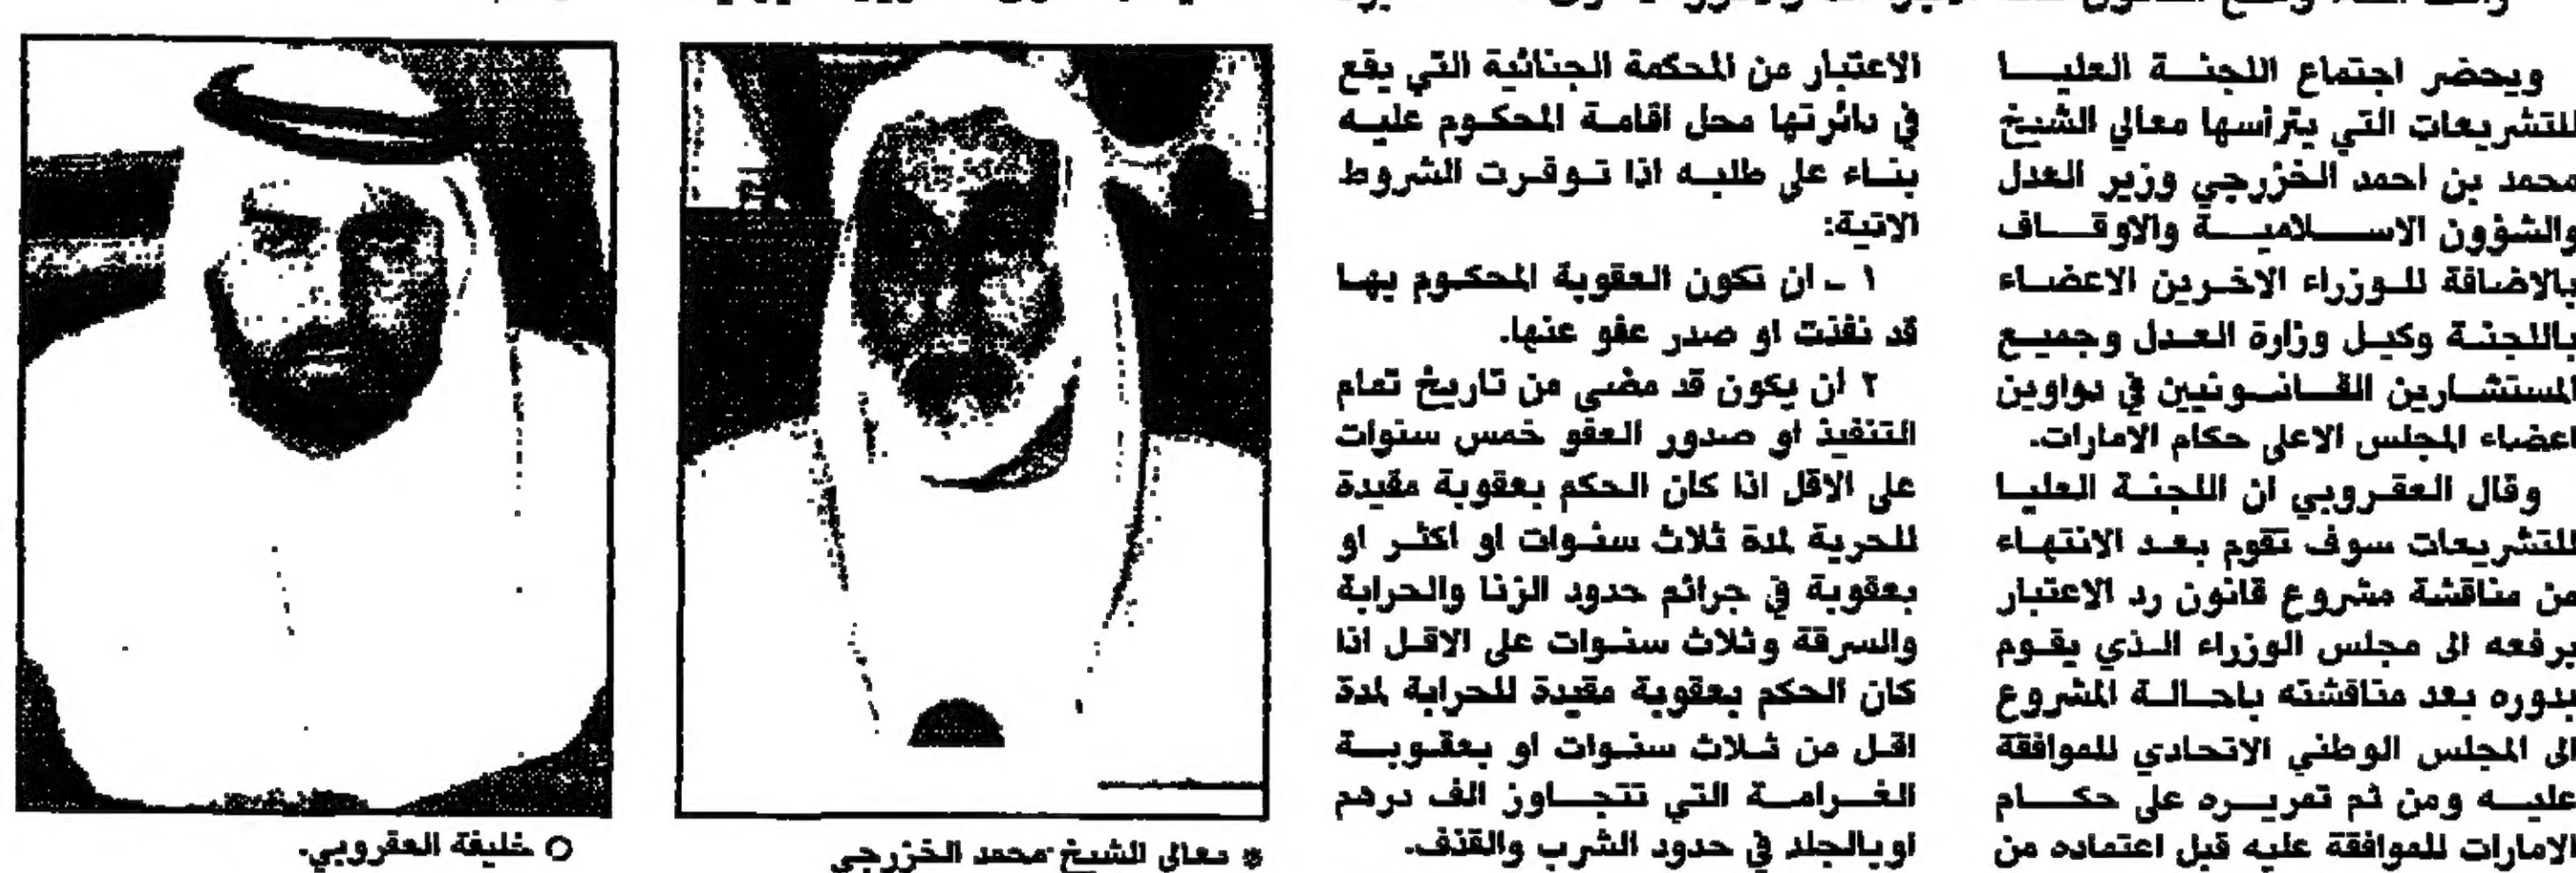 ويحضر اجتماع اللجنة العليا
للتشريعات التي يترأسها معالي الشيخ
محمد بن احمد الخزرجي وزير العدل
والشؤون الاسلامية والاوقاف
بالاضافة للوزراء الاخرين الاعضاء
باللجنة وكيل وزارة العدل وجميع
المستشارين القانونيين في دواوين
اعضاء المجلس الاعلى حكام الامارات.
وقال العقروبي ان اللجنة العليا
للتشريعات سوف تقوم بعد الانتهاء
من مناقشة مشروع قانون رد الاعتبار
برفعه الى مجلس الوزراء الذي يقوم
بدوره بعد مناقشته باحالة المشروع
الى المجلس الوطني الاتحادي للموافقة
عليه ومن ثم تمريره على حكام
الامارات للموافقة عليه قبل اعتماده من
الاعتبار من المحكمة الجنائية التي يقع
في دائرتها محل اقامة المحكوم عليه
بناء على طلبه اذا توفرت الشروط
الاتية:
١ - ان تكون العقوبة المحكوم بها
قد نفذت او صدر عفو عنها.
٢ ان يكون قد مضى من تاريخ تمام
التنفيذ او صدور العفو خمس سنوات
على الاقل اذا كان الحكم بعقوبة مقيدة
للحرية لمدة ثلاث سنوات او اكثر او
بعقوبة في جرائم حدود الزنا والحرابة
والسرقة وثلاث سنوات على الاقل اذا
كان الحكم بعقوبة مقيدة للحرابة لمدة
اقل من ثلاث سنوات او بعقوبة
الغرامة التي تتجاوز الف درهم
اوبالجلد في حدود الشرب والقذف.
* معالي الشيخ محمد الخزرجي
○ خليفة العقروبي.